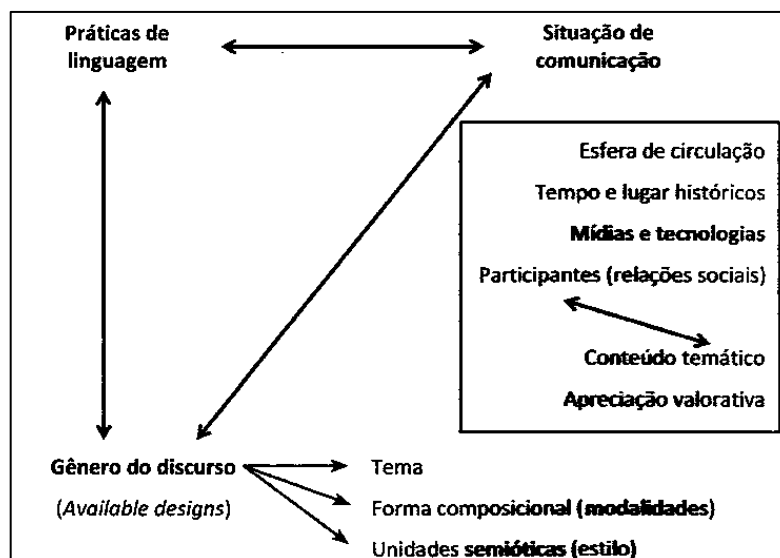 Práticas de
linguagem
Situação de
comunicação
Esfera de circulação
Tempo e lugar históricos
Mídias e tecnologias
Participantes (relações sociais)
Conteúdo temático
Apreciação valorativa
Gênero do discurso
(Available designs)
Tema
Forma composicional (modalidades)
Unidades semióticas (estilo)